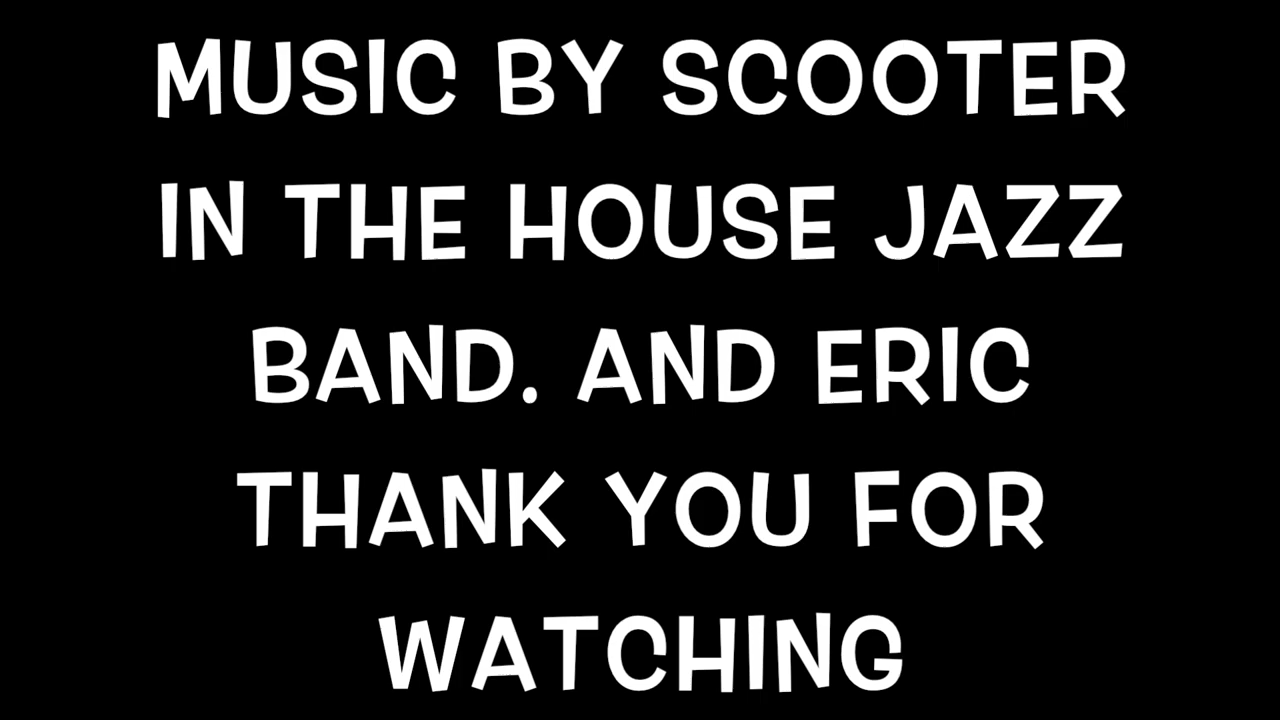 MUSIC BY SCOOTER
IN THE HOUSE JAZZ
BAND. AND ERIC
THANK YOU FOR
WATCHING